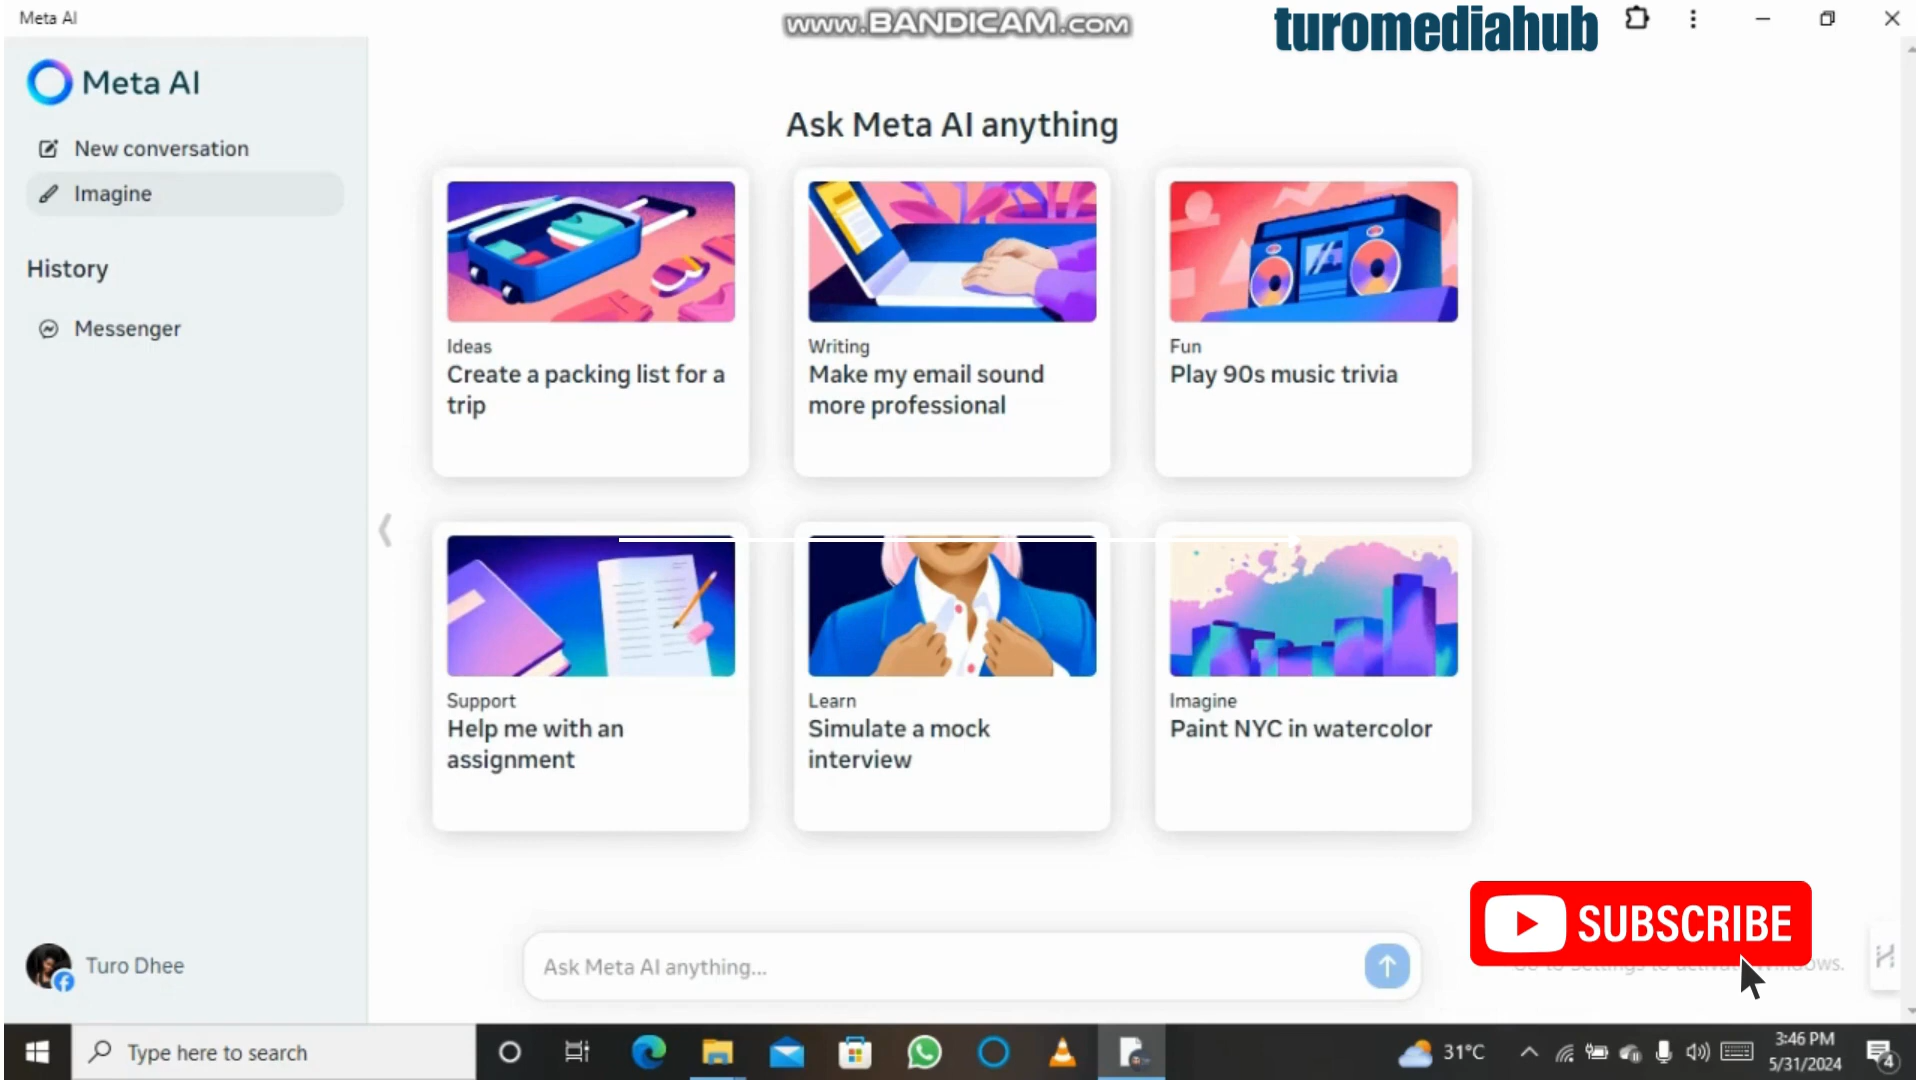 Meta AI
www.BANDICAM.com
turomediahub
Meta AI
New conversation
Imagine
History
Messenger
Ask Meta AI anything
Ideas
Create a packing list for a
trip
Writing
Make my email sound
more professional
Fun
Play 90s music trivia
Support
Help me with an
assignment
Learn
Simulate a mock
interview
Imagine
Paint NYC in watercolor
SUBSCRIBE
Turo Dhee
Ask Meta AI anything...
Settings to
Type here to search
31°C
3:46 PM
5/31/2024
4